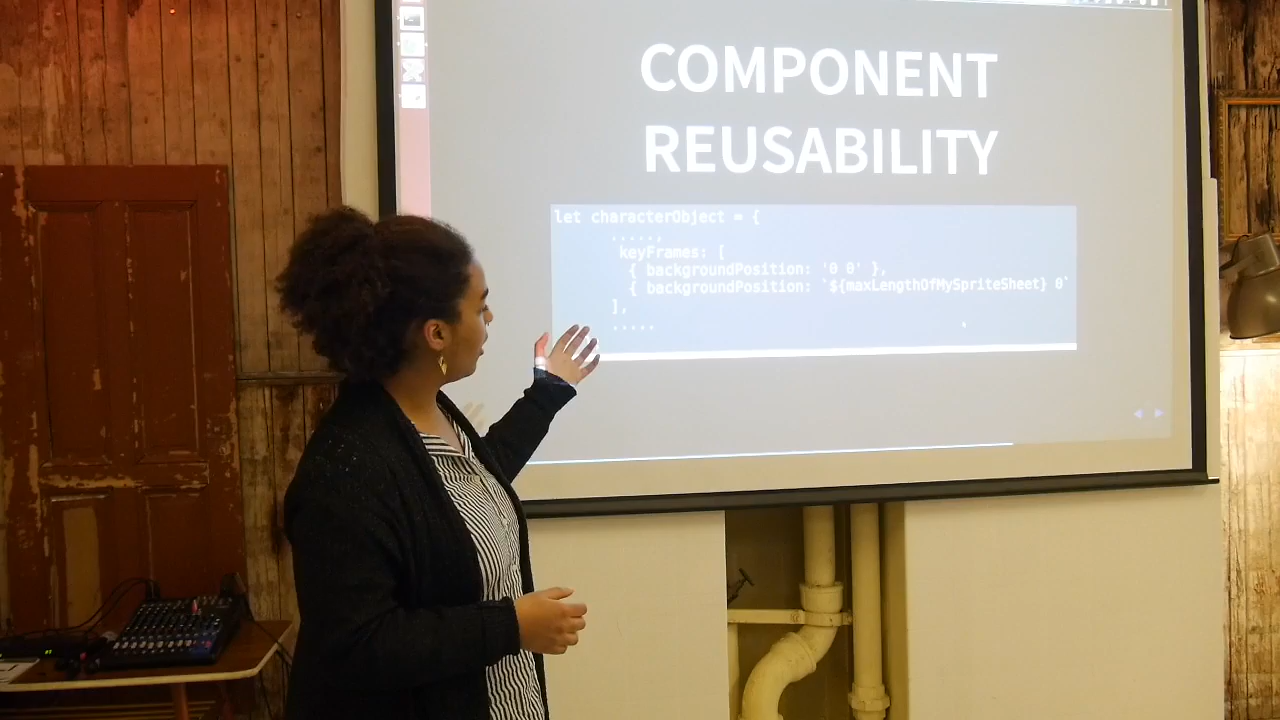 COMPONENT
REUSABILITY
let characterObject = {
.....,
keyFrames: [
{ backgroundPosition: '0 0' },
{ backgroundPosition: `${maxLengthOfMySpriteSheet} 0`
],
.....